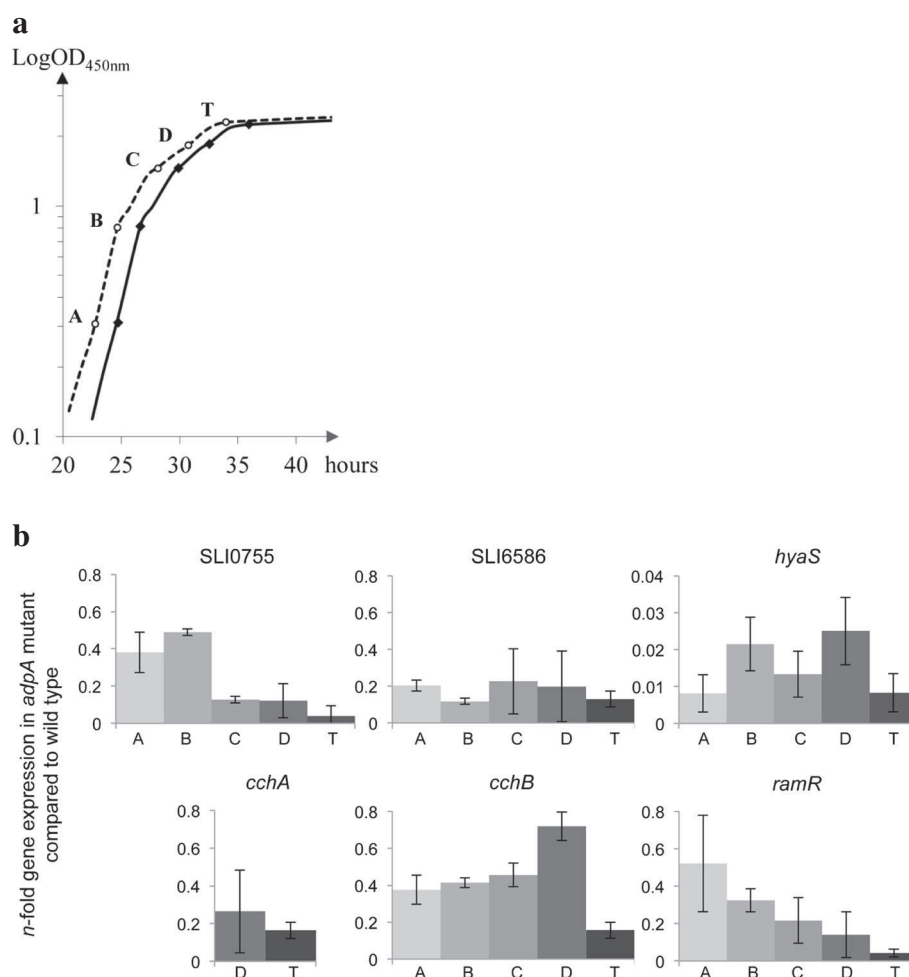 a
LogOD450nm
T
D
C
1
B
A
0.1
20 25 30 35 40 hours
b
n-fold gene expression in adpA mutant
compared to wild type
SLI0755
0.8
0.6
0.4
0.2
0
A B C D T
SLI6586
0.8
0.6
0.4
0.2
0
A B C D T
hyaS
0.04
0.03
0.02
0.01
0
A B C D T
cchA
0.8
0.6
0.4
0.2
0
D T
cchB
0.8
0.6
0.4
0.2
0
A B C D T
ramR
0.8
0.6
0.4
0.2
0
A B C D T